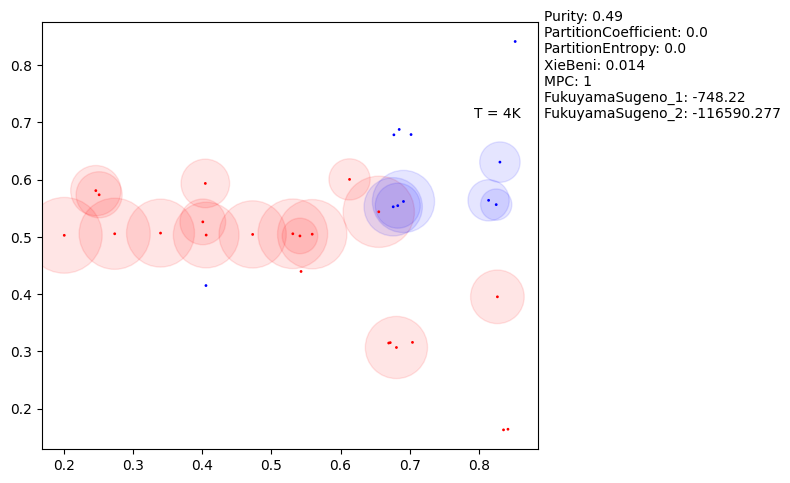 Purity: 0.49
PartitionCoefficient: 0.0
PartitionEntropy: 0.0
XieBeni: 0.014
MPC: 1
FukuyamaSugeno_1: -748.22
FukuyamaSugeno_2: -116590.277
T = 4K
0.8
0.7
0.6
0.5
0.4
0.3
0.2
0.2 0.3 0.4 0.5 0.6 0.7 0.8